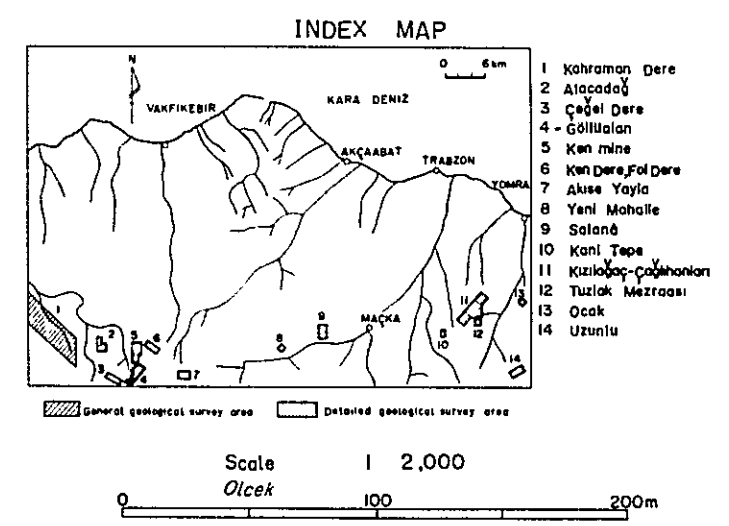 INDEX MAP
N
0 6 km
KARA DENIZ
VAKFIKEBIR
AKÇAABAT
TRABZON
YOMRA
MAÇKA
1
2
3
4
5
6
7
8
9
10
11
12
13
14
1 Kahraman Dere
2 Alacadağ
3 Çeğel Dere
4 - Göllüalan
5 Ken mine
6 Ken Dere, Fol Dere
7 Akise Yayla
8 Yeni Mahalle
9 Salanâ
10 Kani Tepe
11 Kızılağaç-Çağlıhanları
12 Tuzlak Mezraası
13 Ocak
14 Uzunlu
General geological survey area
Detailed geological survey area
Scale 1 2,000
Olcek
0 100 200m